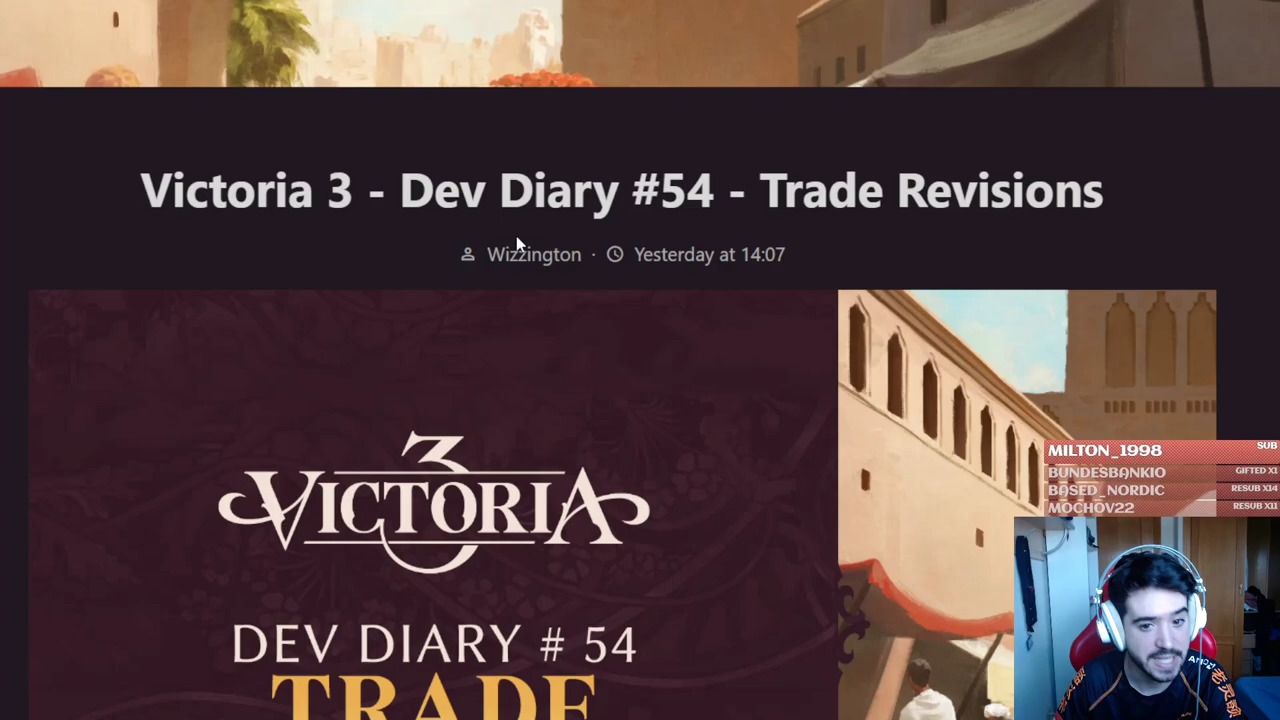 Victoria 3 - Dev Diary #54 - Trade Revisions
Wizzington · Yesterday at 14:07
3
VICTORIA
DEV DIARY # 54
TRADE
MILTON_1998 SUB
BUNDESBANKIO GIFTED X1
BASED_NORDIC RESUB X14
MOCHOV22 RESUB X11